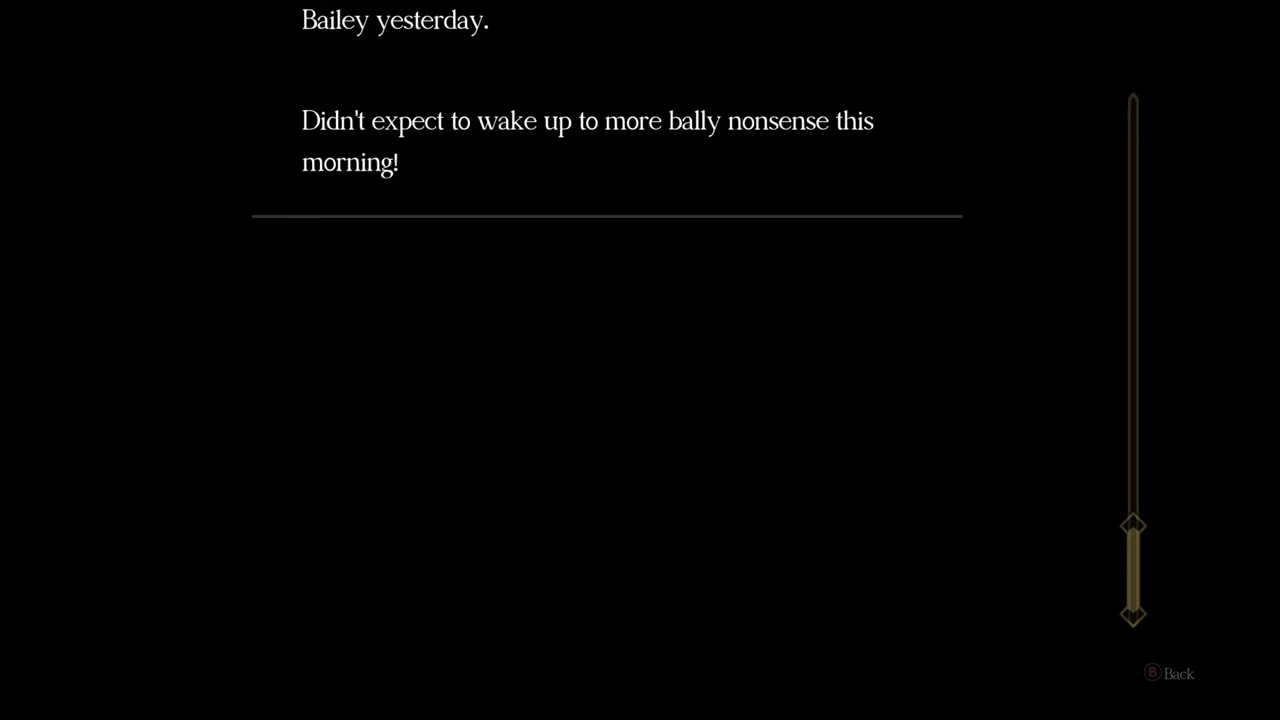 Bailey yesterday.
Didn't expect to wake up to more bally nonsense this
morning!
B Back